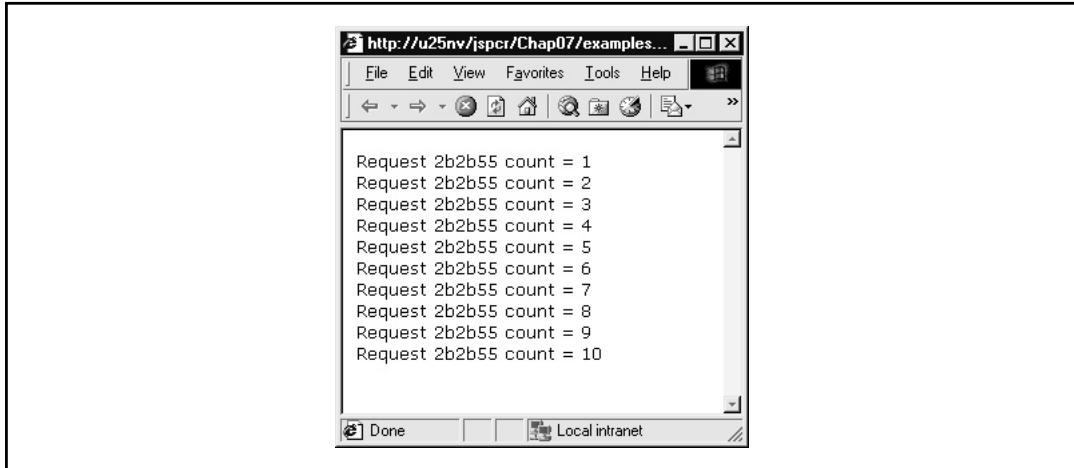 http://u25nv/jspcr/Chap07/examples...
File Edit View Favorites Tools Help
»
Request 2b2b55 count = 1
Request 2b2b55 count = 2
Request 2b2b55 count = 3
Request 2b2b55 count = 4
Request 2b2b55 count = 5
Request 2b2b55 count = 6
Request 2b2b55 count = 7
Request 2b2b55 count = 8
Request 2b2b55 count = 9
Request 2b2b55 count = 10
Done Local intranet